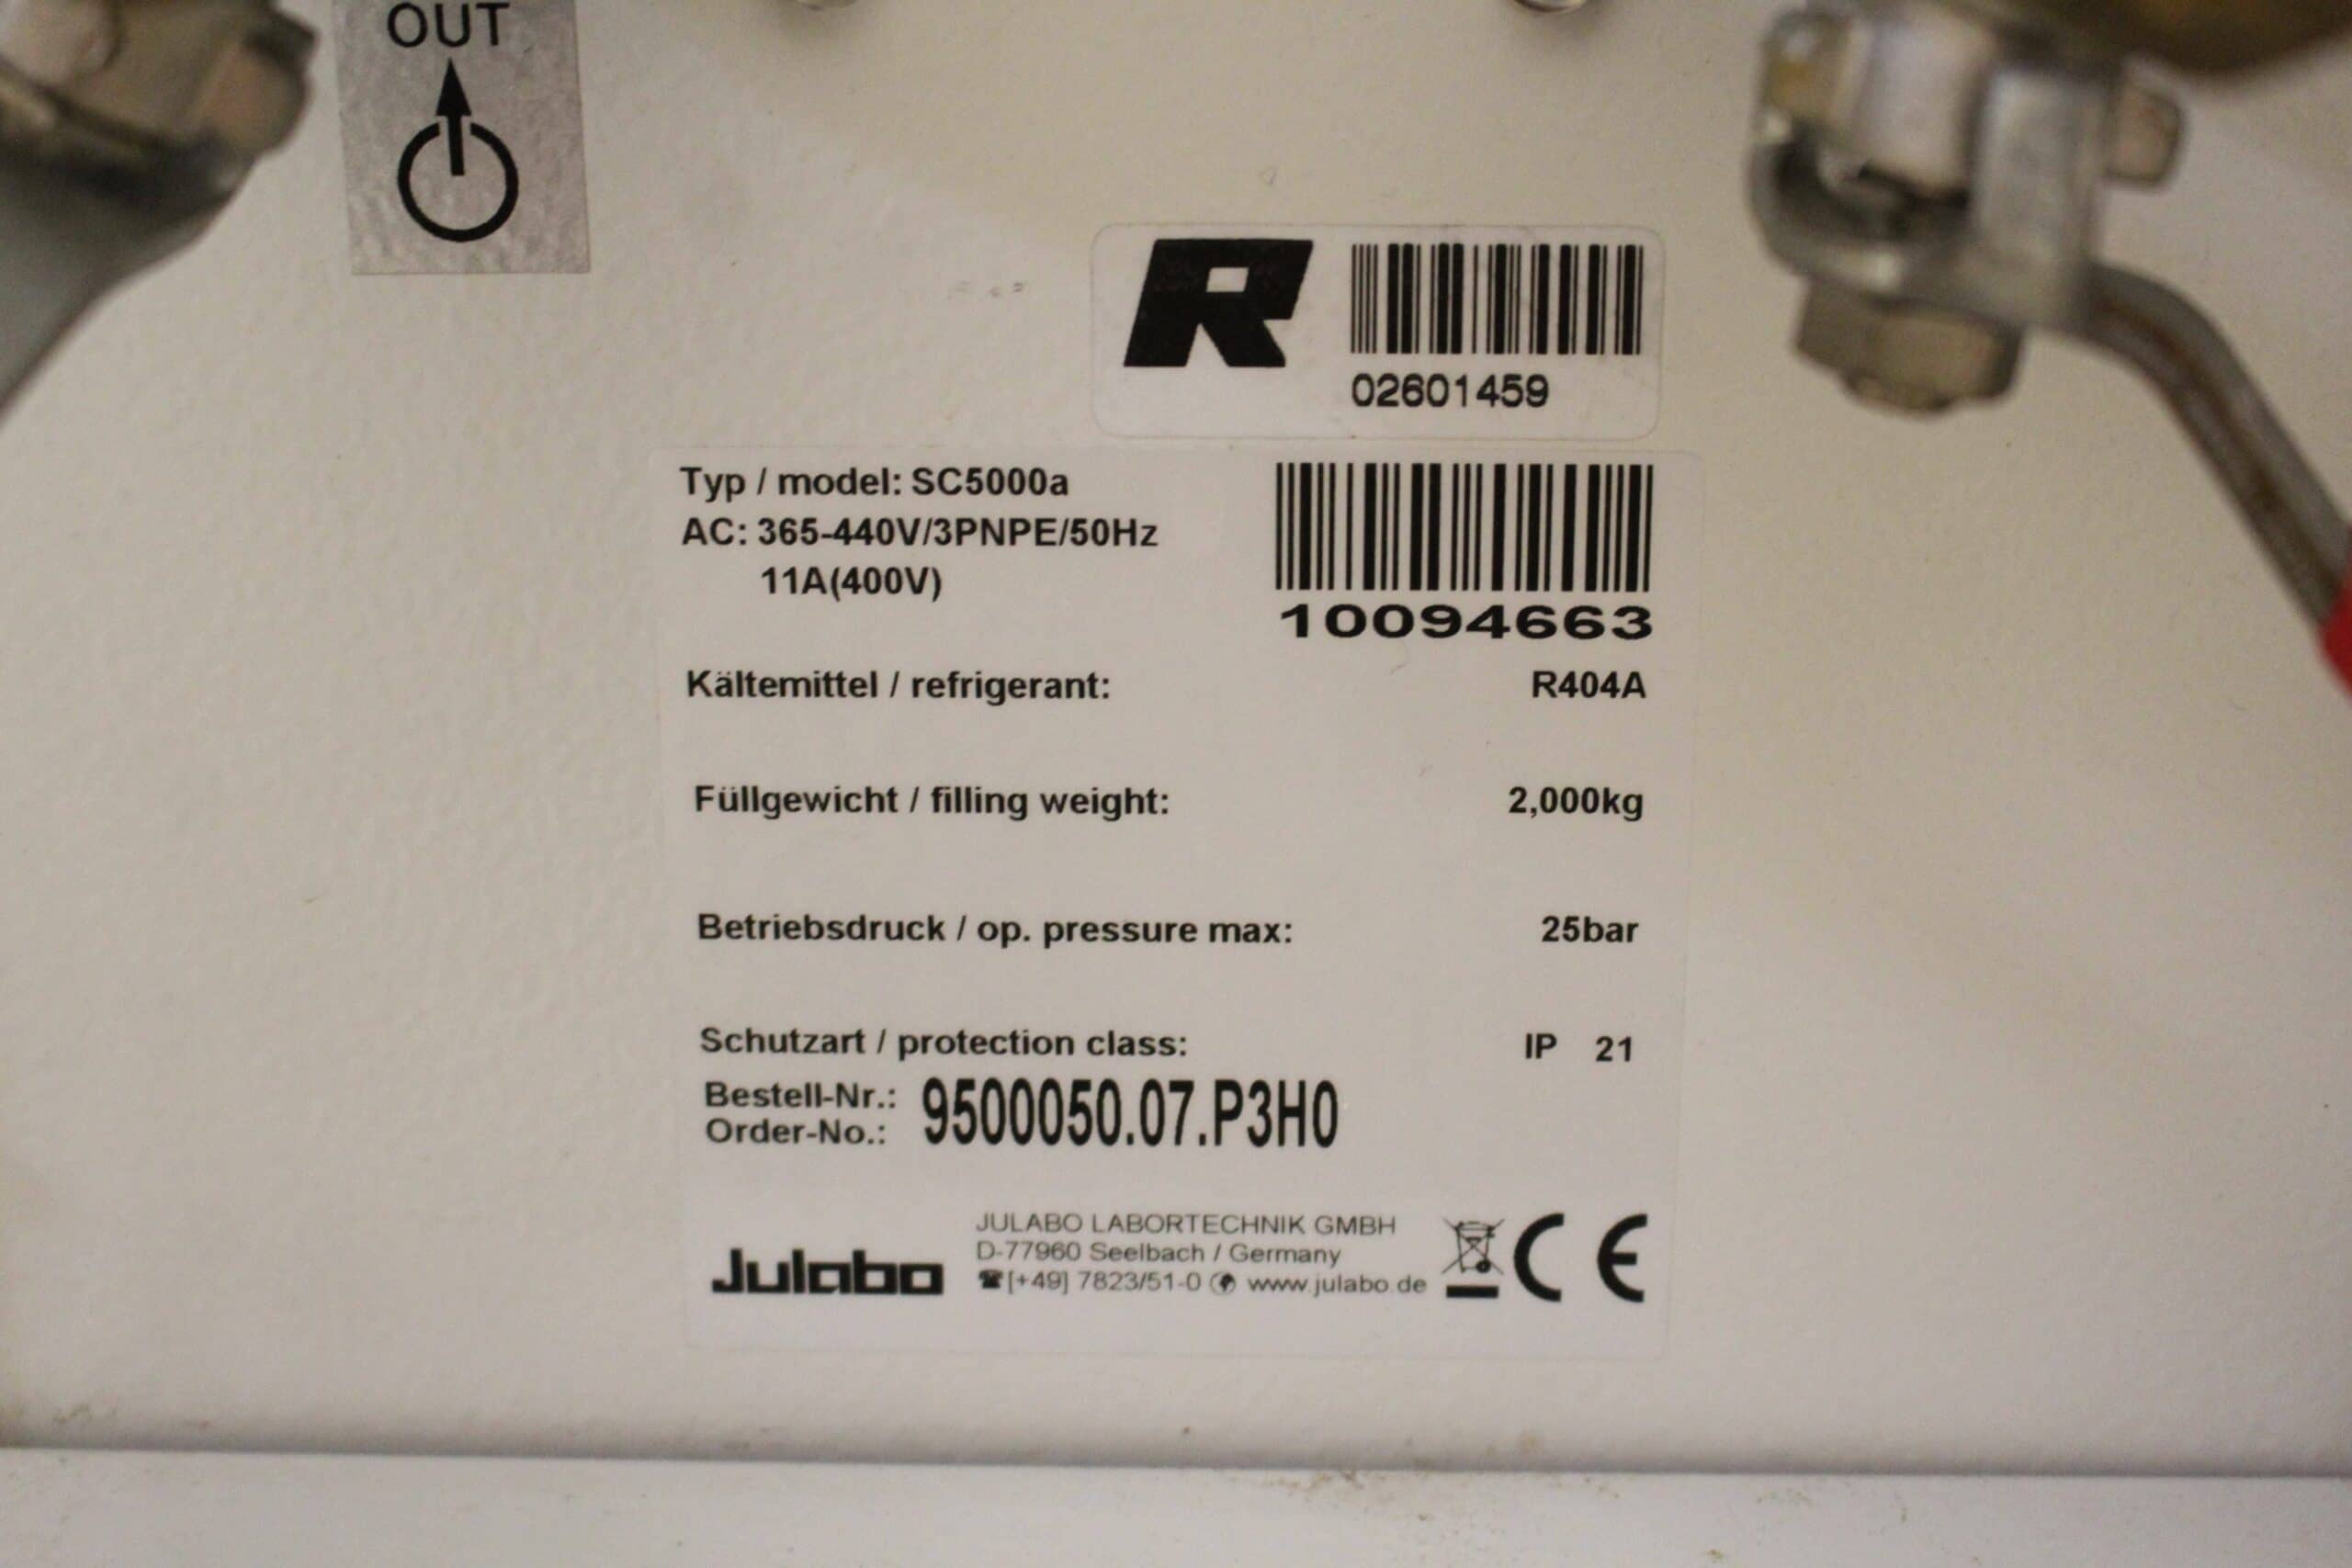 OUT
R
02601459
Typ / model: SC5000a
AC: 365-440V/3PNPE/50Hz
11A(400V)
10094663
Kältemittel / refrigerant: R404A
Füllgewicht / filling weight: 2,000kg
Betriebsdruck / op. pressure max: 25bar
Schutzart / protection class: IP 21
Bestell-Nr.:
Order-No.: 9500050.07.P3H0
Julabo
JULABO LABORTECHNIK GMBH
D-77960 Seelbach / Germany
☎[+49] 7823/51-0 www.julabo.de
CE